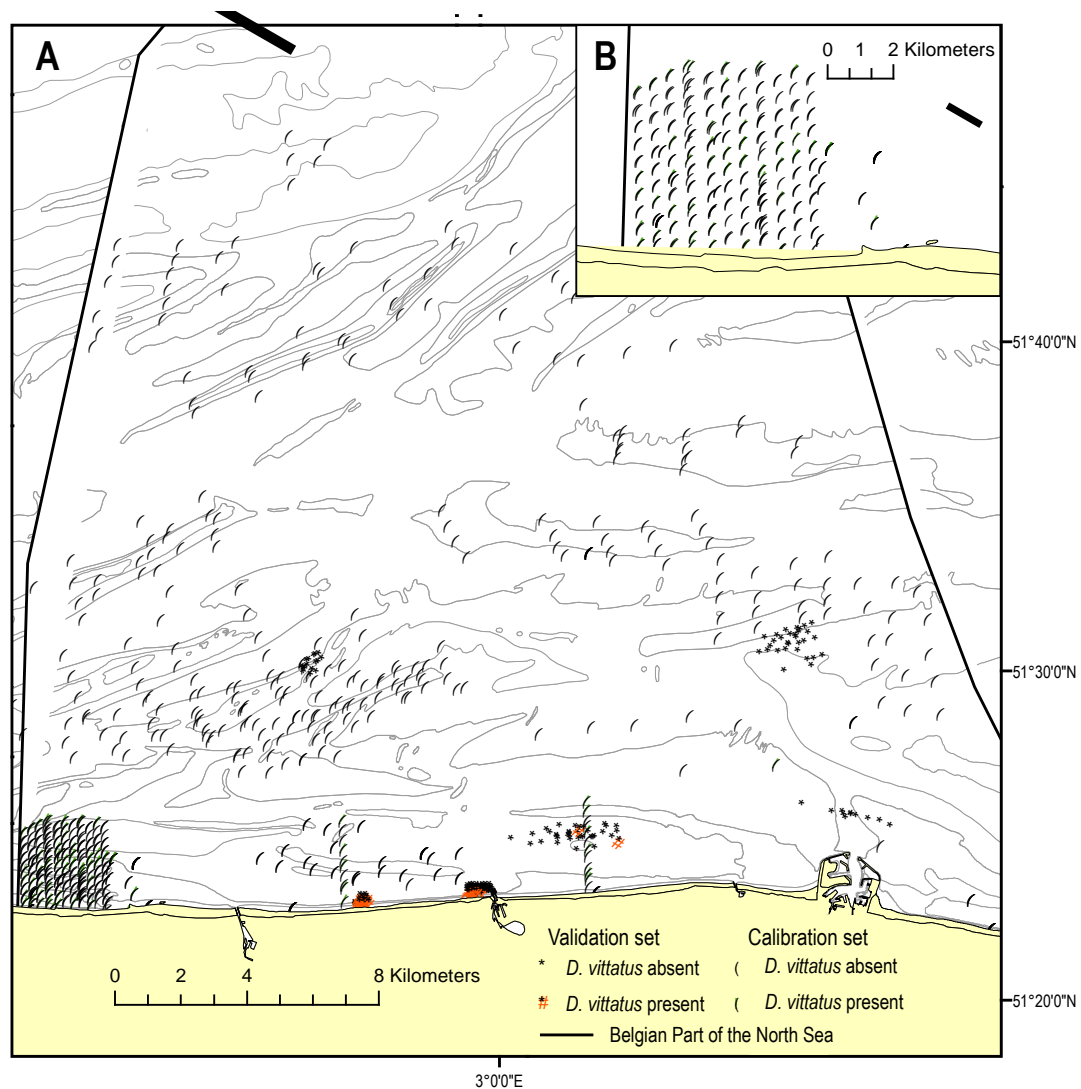 A
B
0 1 2 Kilometers
51°40'0"N
51°30'0"N
Validation set Calibration set
* D. vittatus absent ( D. vittatus absent
# D. vittatus present ( D. vittatus present
Belgian Part of the North Sea
0 2 4 8 Kilometers
51°20'0"N
3°0'0"E